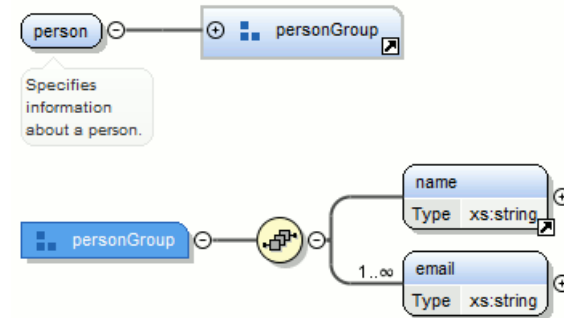 person
personGroup
Specifies
information
about a person.
personGroup
name
Type xs:string
1..∞
email
Type xs:string